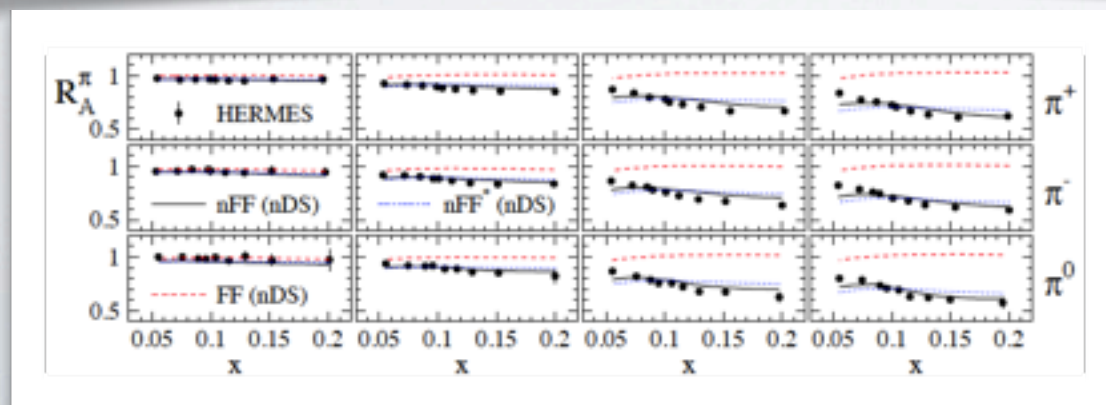 R_A^π 1 0.5 HERMES π⁺
1 0.5 nFF (nDS) nFF* (nDS) π⁻
1 0.5 FF (nDS) π⁰
0.05 0.1 0.15 0.2 0.05 0.1 0.15 0.2 0.05 0.1 0.15 0.2 0.05 0.1 0.15 0.2
x x x x